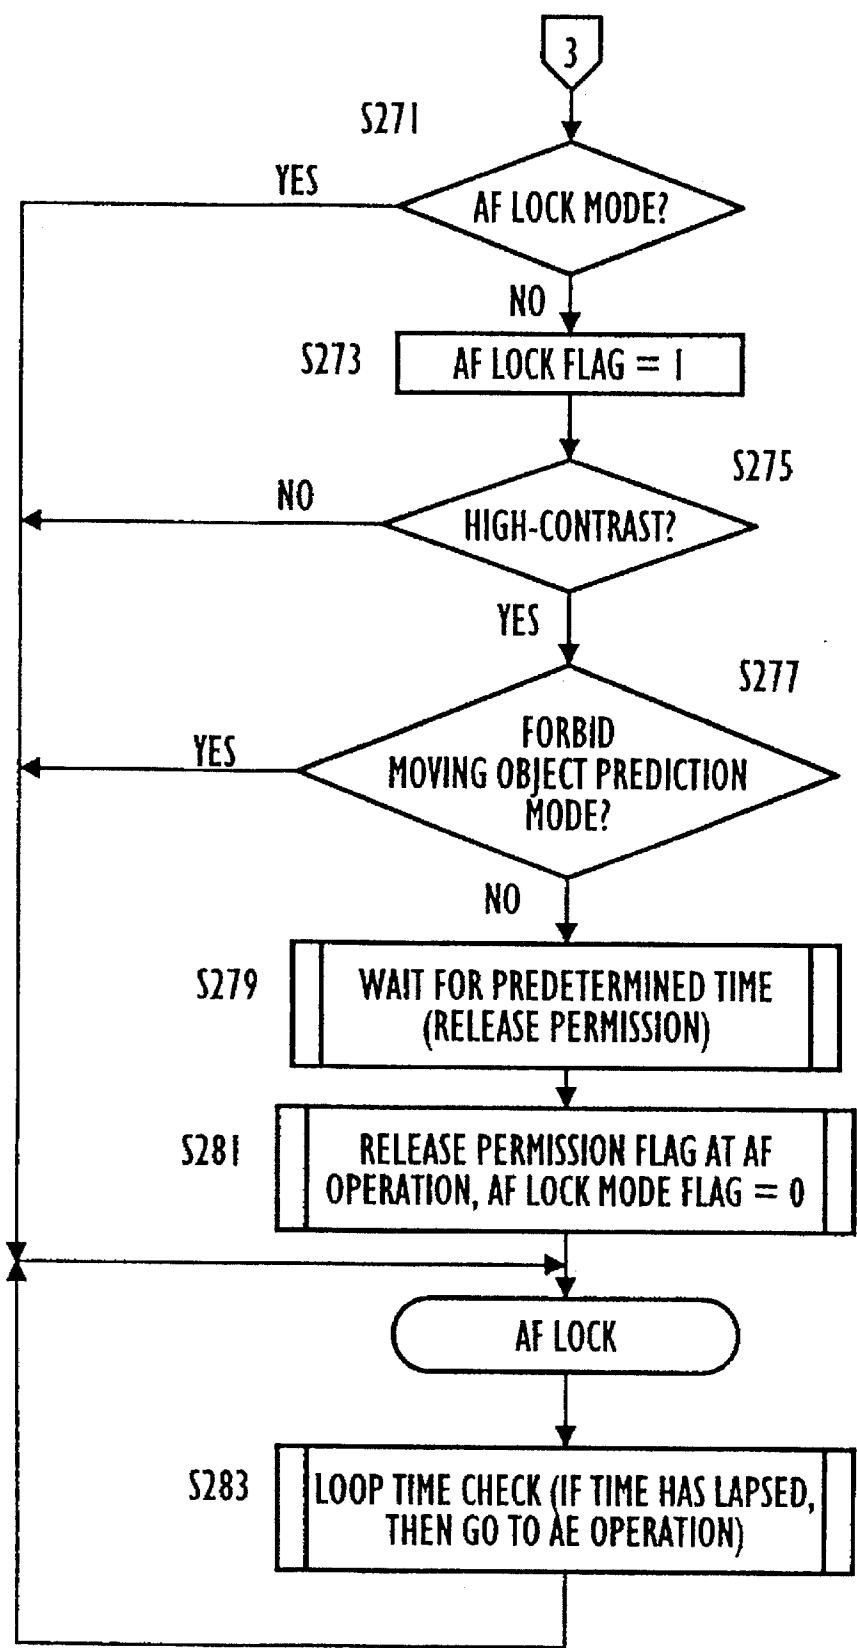 3
S271
YES
AF LOCK MODE?
NO
S273
AF LOCK FLAG = 1
S275
NO
HIGH-CONTRAST?
YES
S277
YES
FORBID
MOVING OBJECT PREDICTION
MODE?
NO
S279
WAIT FOR PREDETERMINED TIME
(RELEASE PERMISSION)
S281
RELEASE PERMISSION FLAG AT AF
OPERATION, AF LOCK MODE FLAG = 0
AF LOCK
S283
LOOP TIME CHECK (IF TIME HAS LAPSED,
THEN GO TO AE OPERATION)